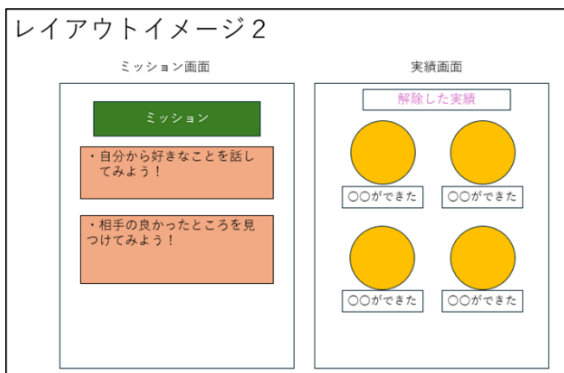 レイアウトイメージ２
ミッション画面
ミッション
・自分から好きなことを話し
てみよう！
・相手の良かったところを見
つけてみよう！
実績画面
解除した実績
〇〇ができた
〇〇ができた
〇〇ができた
〇〇ができた